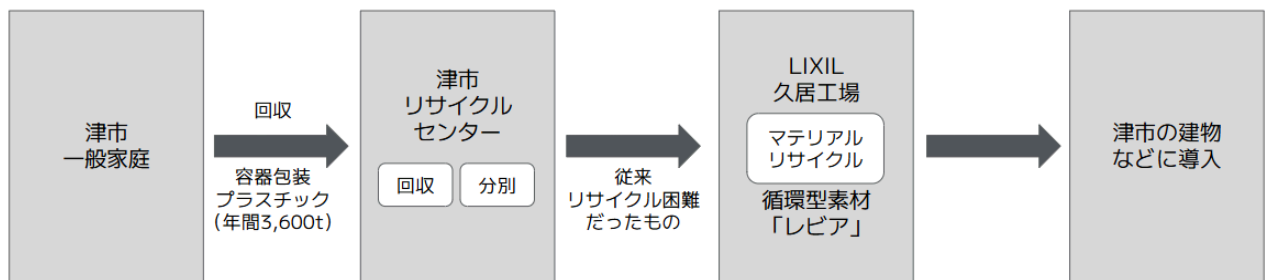 津市
一般家庭
回収
容器包装
プラスチック
(年間3,600t)
津市
リサイクル
センター
回収
分別
従来
リサイクル困難
だったもの
LIXIL
久居工場
マテリアル
リサイクル
循環型素材
「レビア」
津市の建物
などに導入